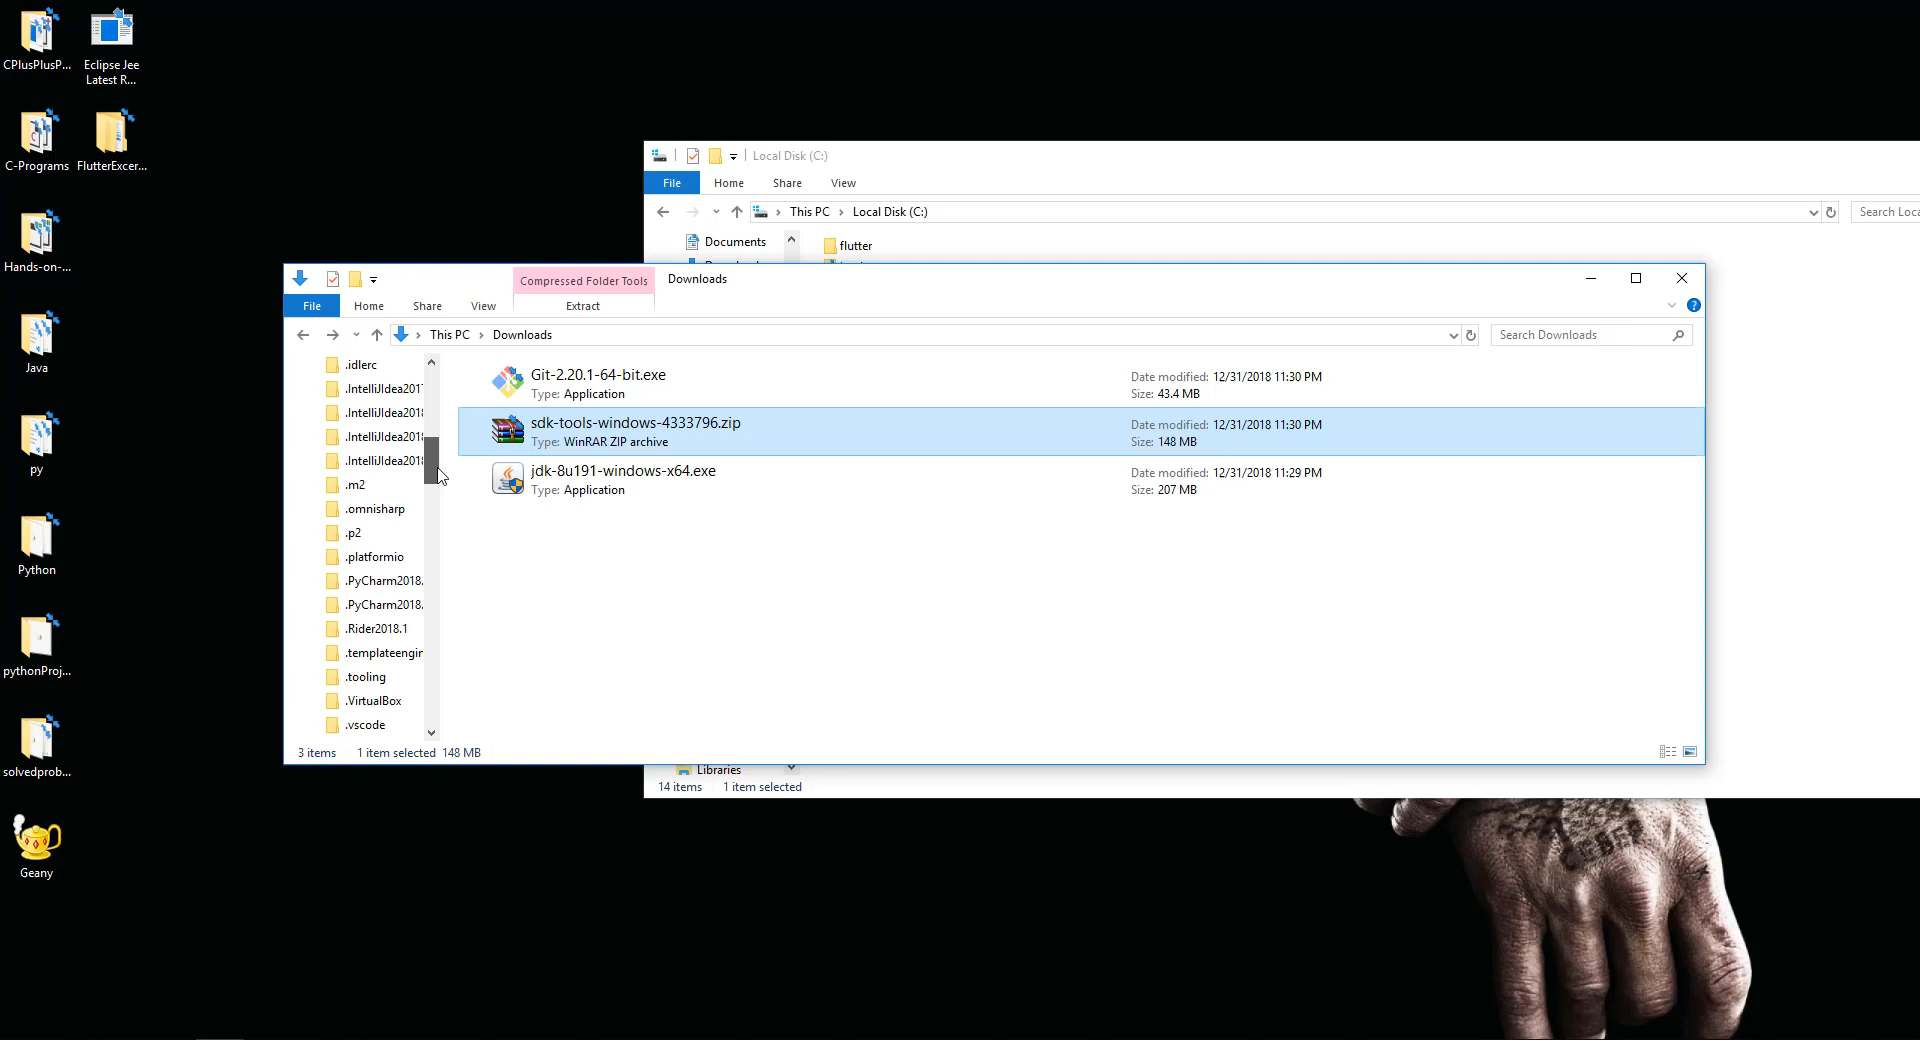 CPlusPlusP...
Eclipse Jee
Latest R...
C-Programs
FlutterExcer...
Hands-on-...
Java
py
Python
pythonProj...
solvedprob...
Geany
Local Disk (C:)
File Home Share View
This PC Local Disk (C:)
Search Loca
Documents
flutter
Compressed Folder Tools Downloads
File Home Share View Extract
This PC Downloads
Search Downloads
.idlerc
.IntelliJIdea201
.IntelliJIdea2018
.IntelliJIdea2018
.IntelliJIdea2018
.m2
.omnisharp
.p2
.platformio
.PyCharm2018.
.PyCharm2018.
.Rider2018.1
.templateengin
.tooling
.VirtualBox
.vscode
Git-2.20.1-64-bit.exe
Type: Application
Date modified: 12/31/2018 11:30 PM
Size: 43.4 MB
sdk-tools-windows-4333796.zip
Type: WinRAR ZIP archive
Date modified: 12/31/2018 11:30 PM
Size: 148 MB
jdk-8u191-windows-x64.exe
Type: Application
Date modified: 12/31/2018 11:29 PM
Size: 207 MB
3 items 1 item selected 148 MB
Libraries
14 items 1 item selected